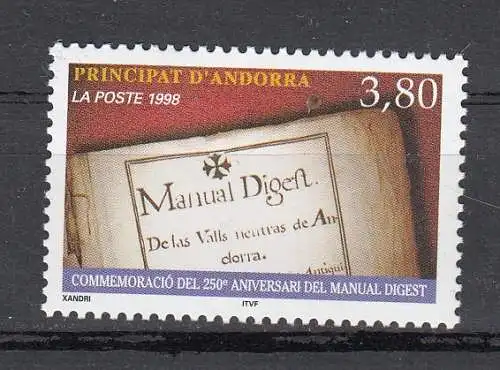 PRINCIPAT D'ANDORRA
LA POSTE 1998
3,80
Manual Digest.
De las Valls neutras de An-
dorra.
Antiqui
COMMEMORACIÓ DEL 250è ANIVERSARI DEL MANUAL DIGEST
XANDRI
ITVF